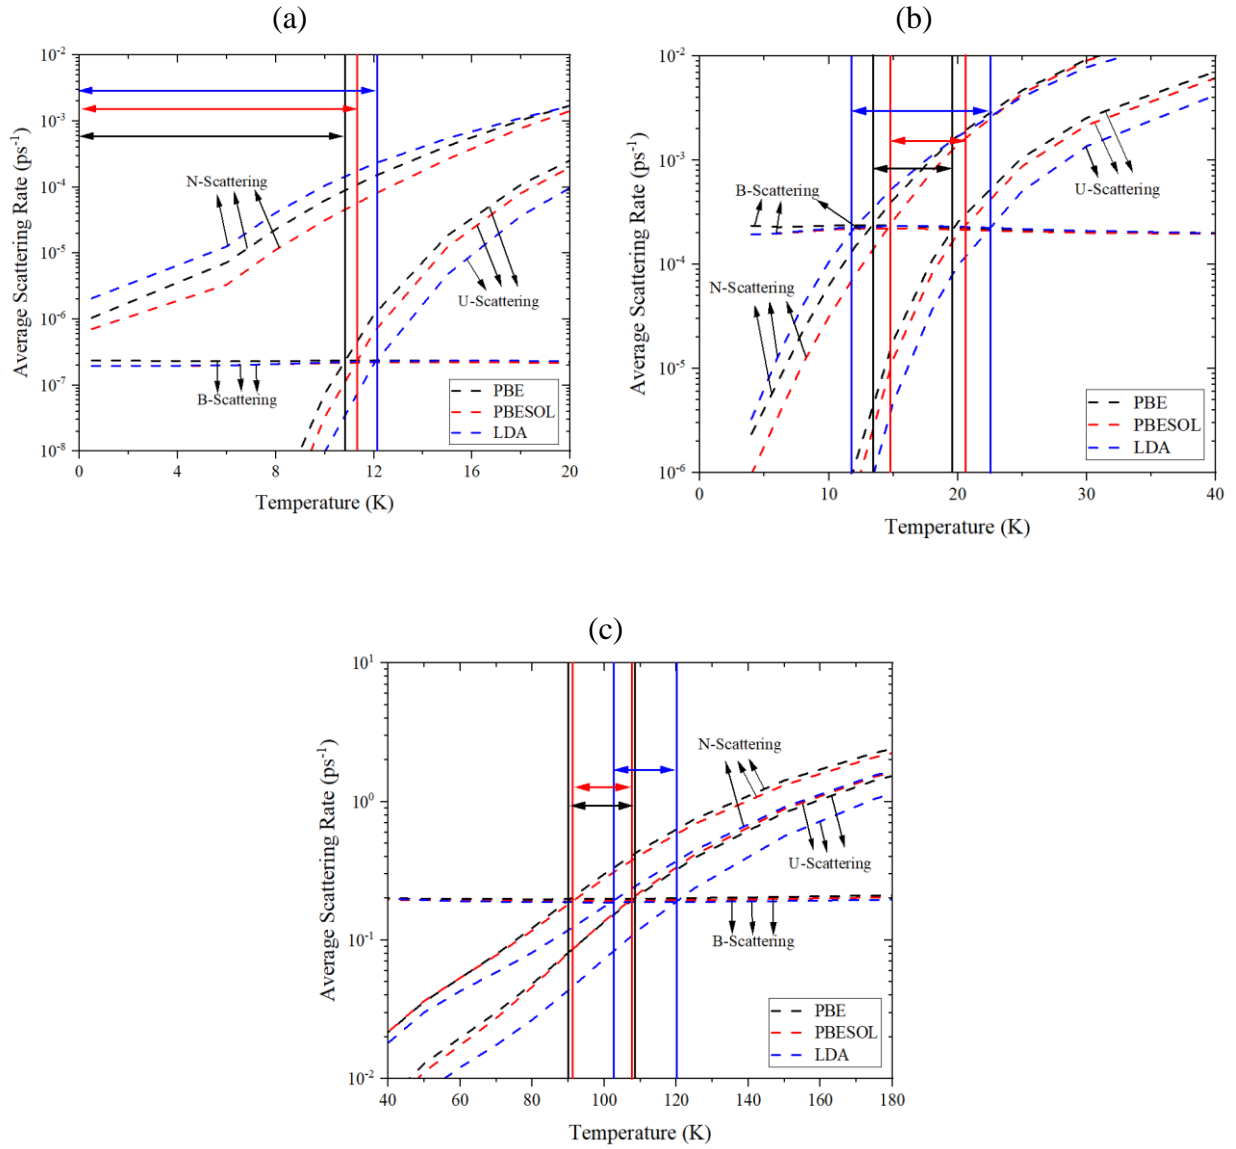 (a)
10⁻²
10⁻³
10⁻⁴
10⁻⁵
10⁻⁶
10⁻⁷
10⁻⁸
Average Scattering Rate (ps⁻¹)
N-Scattering
U-Scattering
B-Scattering
PBE
PBESOL
LDA
0 4 8 12 16 20
Temperature (K)
(b)
10⁻²
10⁻³
10⁻⁴
10⁻⁵
10⁻⁶
Average Scattering Rate (ps⁻¹)
B-Scattering
U-Scattering
N-Scattering
PBE
PBESOL
LDA
0 10 20 30 40
Temperature (K)
(c)
10¹
10⁰
10⁻¹
10⁻²
Average Scattering Rate (ps⁻¹)
N-Scattering
U-Scattering
B-Scattering
PBE
PBESOL
LDA
40 60 80 100 120 140 160 180
Temperature (K)